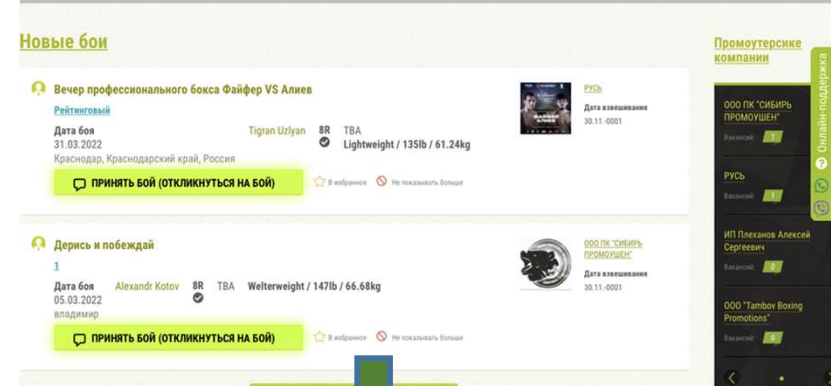 Новые бои
Вечер профессионального бокса Файфер VS Алиев
Рейтинговый
Дата боя
31.03.2022
Краснодар, Краснодарский край, Россия
Tigran Uzlyan 8R TBA
Lightweight / 135lb / 61.24kg
ПРИНЯТЬ БОЙ (ОТКЛИКНУТЬСЯ НА БОЙ)
В избранное Не показывать больше
РУСЬ
Дата взвешивания
30.11.-0001
Дерись и побеждай
1
Дата боя
05.03.2022
владимир
Alexandr Kotov 8R TBA Welterweight / 147lb / 66.68kg
ПРИНЯТЬ БОЙ (ОТКЛИКНУТЬСЯ НА БОЙ)
В избранное Не показывать больше
ООО ПК "СИБИРЬ
ПРОМОУШЕН"
Дата взвешивания
30.11.-0001
Промоутерсике
компании
ООО ПК "СИБИРЬ
ПРОМОУШЕН"
Вакансий: 1
РУСЬ
Вакансий: 1
ИП Плеханов Алексей
Сергеевич
Вакансий: 0
ООО "Tambov Boxing
Promotions"
Вакансий: 0
Онлайн-поддержка